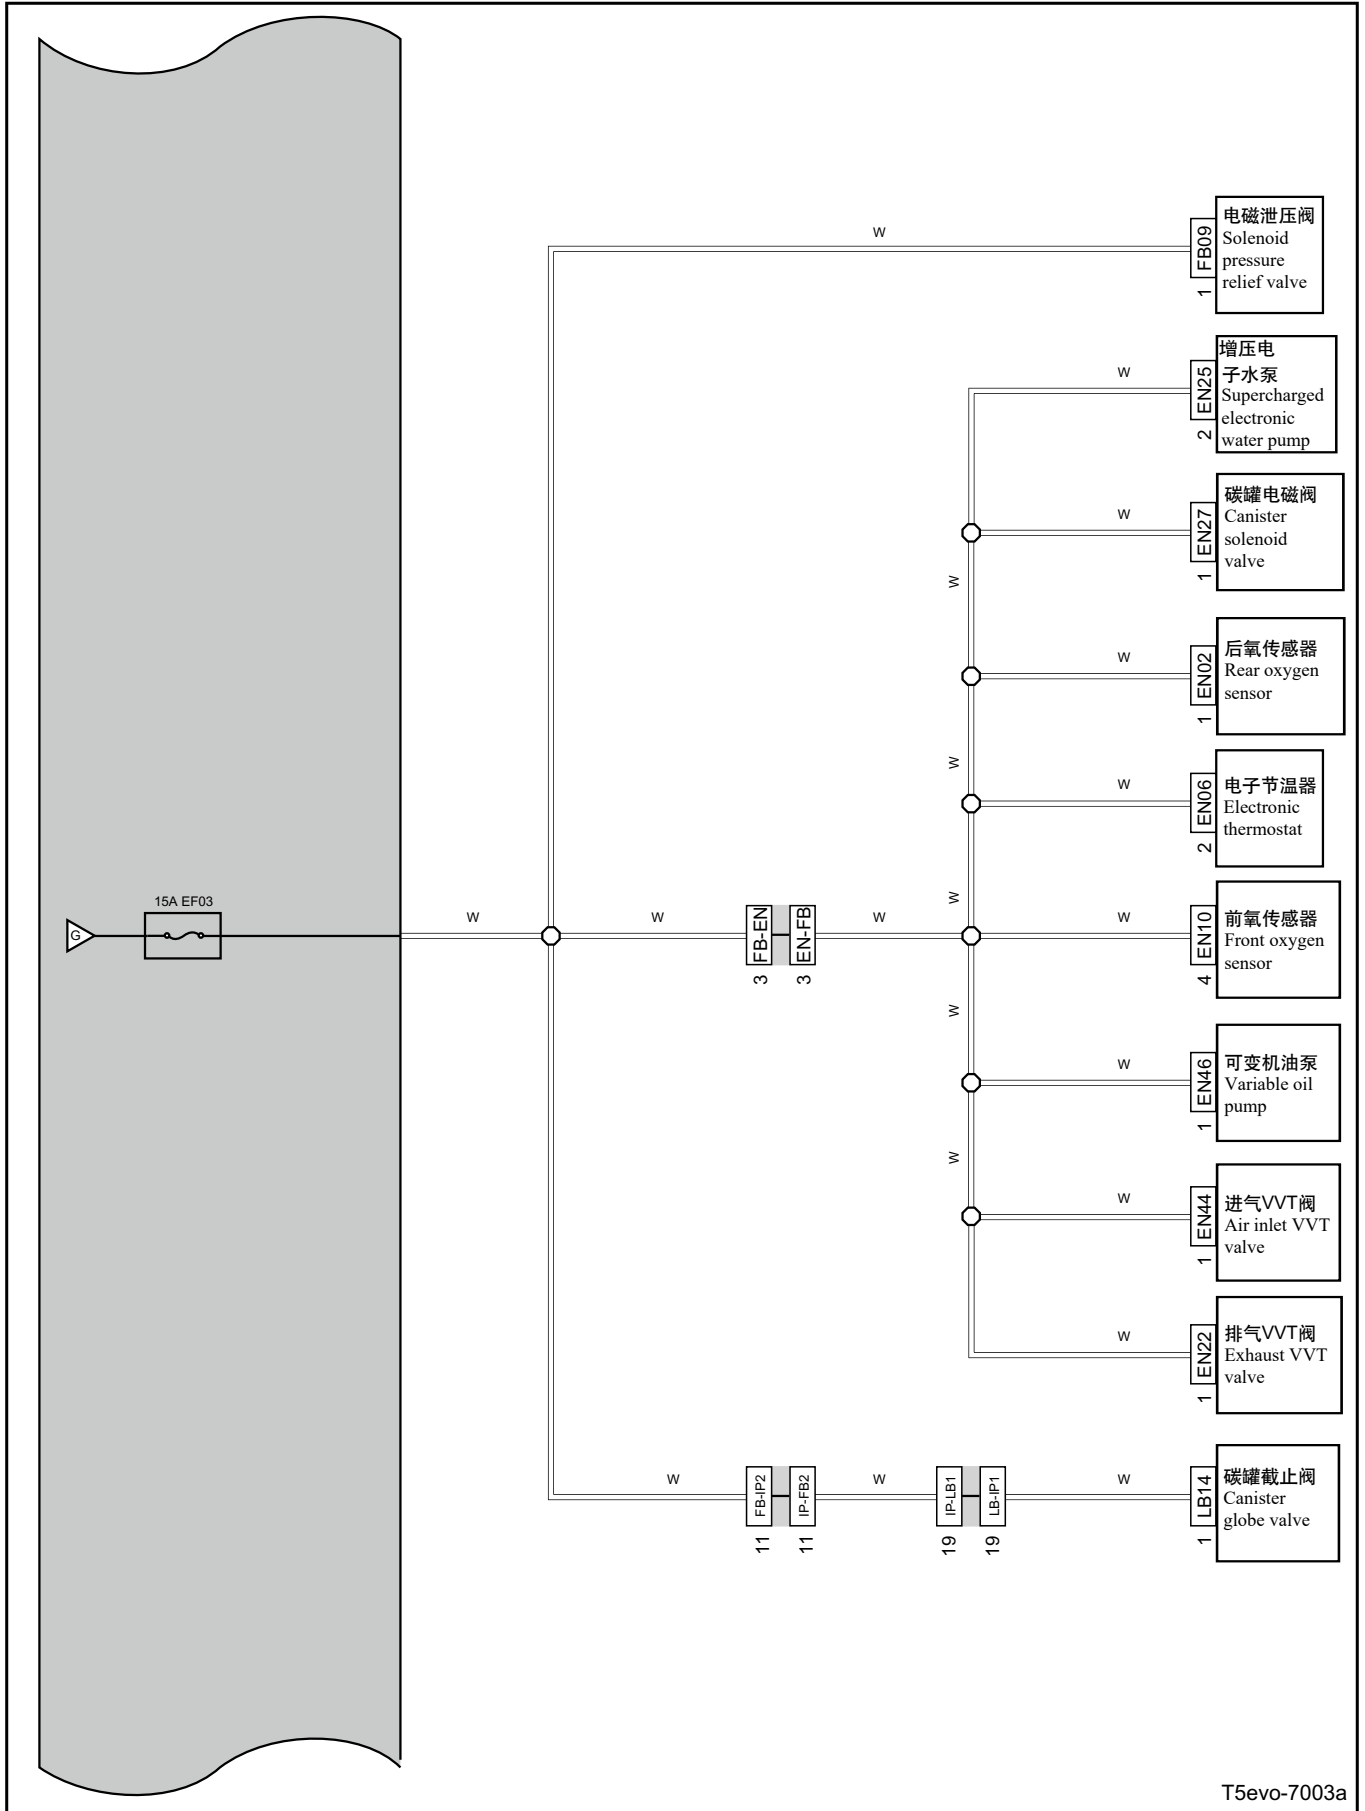 W
电磁泄压阀
Solenoid
pressure
relief valve
FB09
1
W
增压电
子水泵
Supercharged
electronic
water pump
EN25
2
W
碳罐电磁阀
Canister
solenoid
valve
EN27
1
W
W
后氧传感器
Rear oxygen
sensor
EN02
1
W
W
电子节温器
Electronic
thermostat
EN06
2
W
15A EF03
G
W
W
FB-EN
3
EN-FB
3
W
W
前氧传感器
Front oxygen
sensor
EN10
4
W
W
可变机油泵
Variable oil
pump
EN46
1
W
W
进气VVT阀
Air inlet VVT
valve
EN44
1
W
排气VVT阀
Exhaust VVT
valve
EN22
1
W
FB-IP2
11
IP-FB2
11
W
IP-LB1
19
LB-IP1
19
W
碳罐截止阀
Canister
globe valve
LB14
1
T5evo-7003a